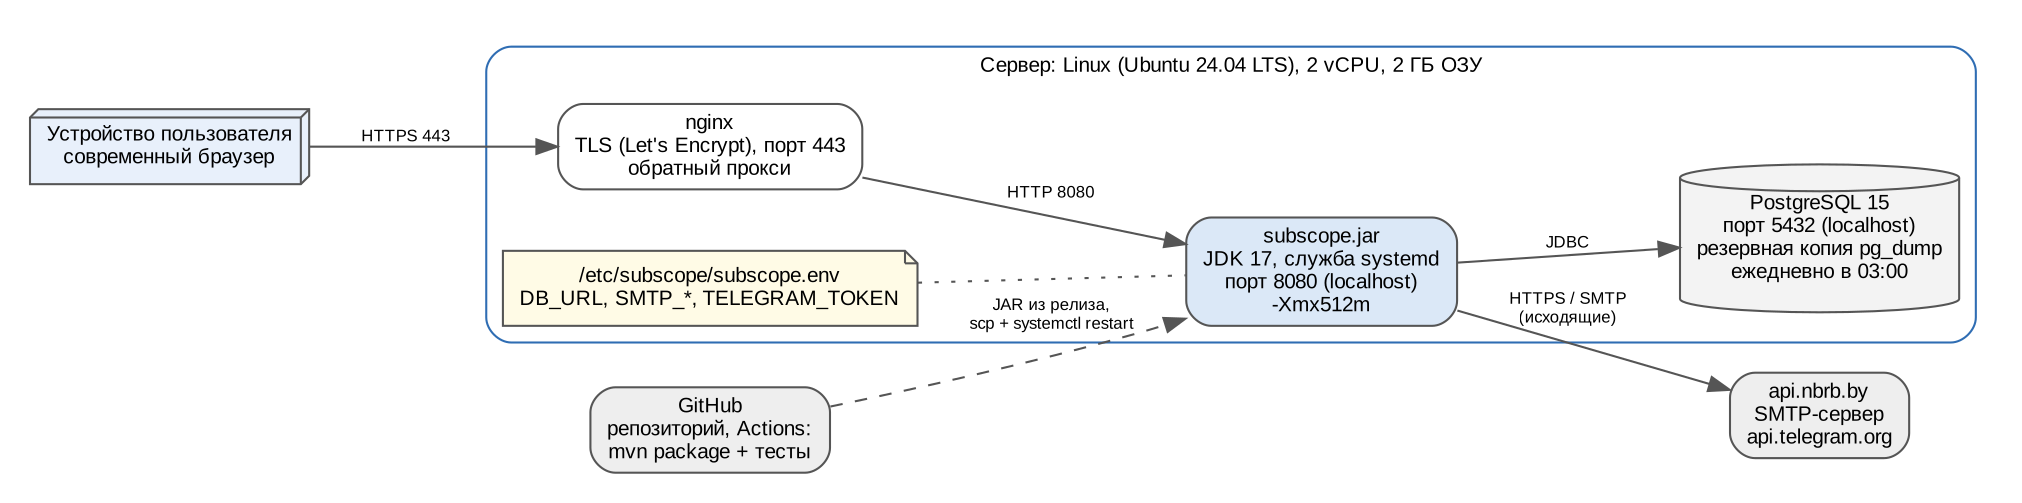 Сервер: Linux (Ubuntu 24.04 LTS), 2 vCPU, 2 ГБ ОЗУ
Устройство пользователя
современный браузер
HTTPS 443
nginx
TLS (Let's Encrypt), порт 443
обратный прокси
HTTP 8080
/etc/subscope/subscope.env
DB_URL, SMTP_*, TELEGRAM_TOKEN
subscope.jar
JDK 17, служба systemd
порт 8080 (localhost)
-Xmx512m
JDBC
PostgreSQL 15
порт 5432 (localhost)
резервная копия pg_dump
ежедневно в 03:00
JAR из релиза,
scp + systemctl restart
HTTPS / SMTP
(исходящие)
GitHub
репозиторий, Actions:
mvn package + тесты
api.nbrb.by
SMTP-сервер
api.telegram.org